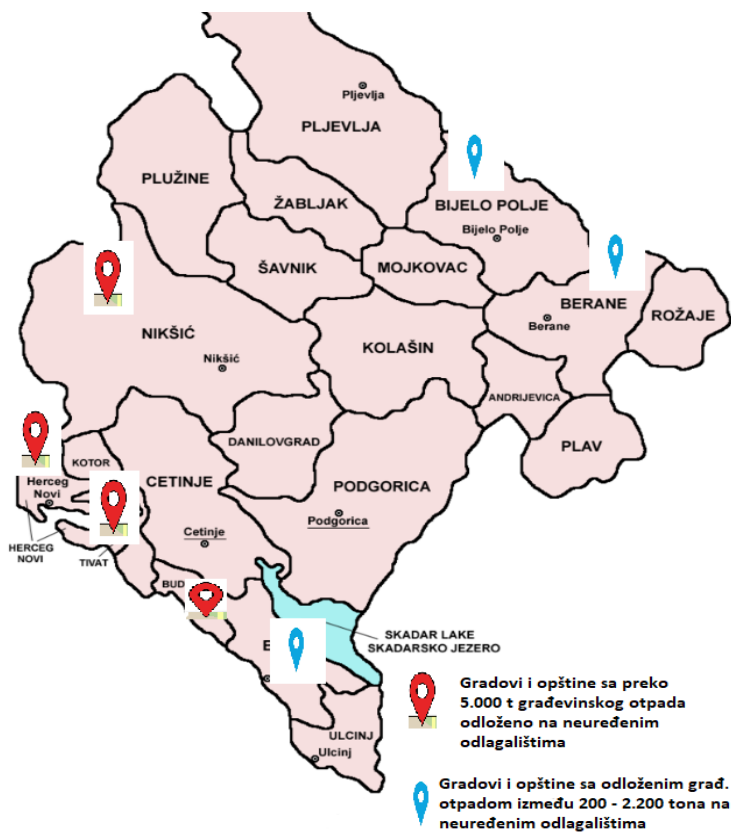 Pljevlja
PLJEVLJA
PLUŽINE
ŽABLJAK
BIJELO POLJE
Bijelo Polje
ŠAVNIK
MOJKOVAC
BERANE
ROŽAJE
Berane
NIKŠIĆ
Nikšić
KOLAŠIN
ANDRIJEVICA
DANILOVGRAD
PLAV
KOTOR
CETINJE
Herceg
Novi
PODGORICA
Podgorica
Cetinje
HERCEG
NOVI
TIVAT
BUD
SKADAR LAKE
SKADARSKO JEZERO
ULCINJ
Ulcinj
Gradovi i opštine sa preko
5.000 t građevinskog otpada
odloženo na neuređenim
odlagalištima
Gradovi i opštine sa odloženim građ.
otpadom između 200 - 2.200 tona na
neuređenim odlagalištima